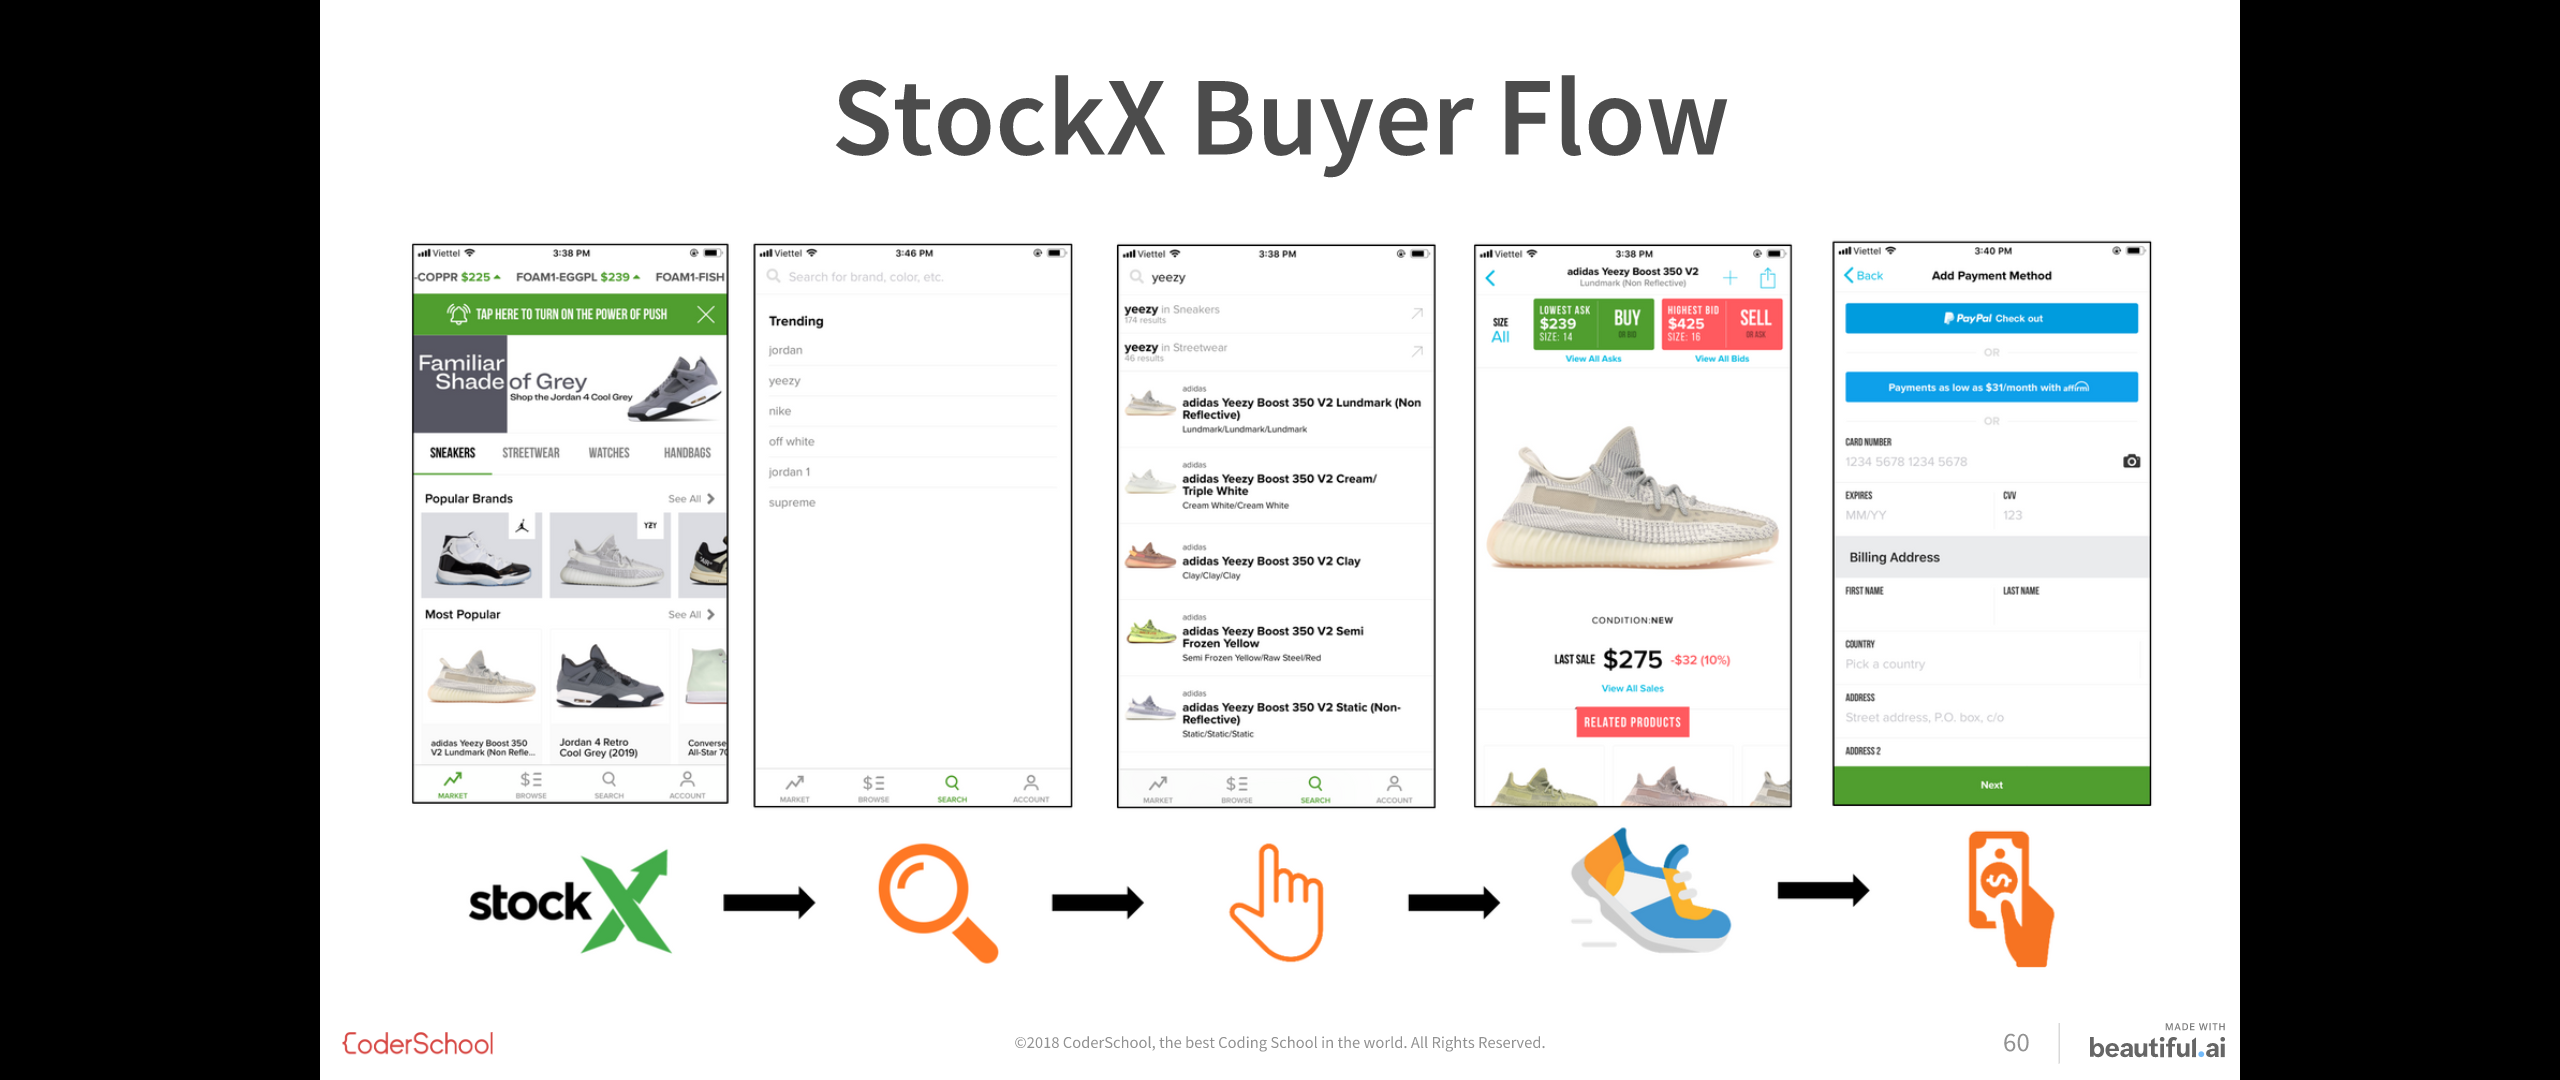 StockX Buyer Flow
Viettel
3:38 PM
-COPPR $225
FOAM1-EGGPL $239
FOAM1-FISH
TAP HERE TO TURN ON THE POWER OF PUSH
Familiar
Shade of Grey
Shop the Jordan 4 Cool Grey
SNEAKERS
STREETWEAR
WATCHES
HANDBAGS
Popular Brands
See All
YZY
Most Popular
See All
adidas Yeezy Boost 350
V2 Lundmark (Non Refle...
Jordan 4 Retro
Cool Grey (2019)
Converse
All-Star 70
MARKET
BROWSE
SEARCH
ACCOUNT
Viettel
3:46 PM
Search for brand, color, etc.
Trending
jordan
yeezy
nike
off white
jordan 1
supreme
MARKET
BROWSE
SEARCH
ACCOUNT
Viettel
3:38 PM
yeezy
yeezy in Sneakers
174 results
yeezy in Streetwear
46 results
adidas
adidas Yeezy Boost 350 V2 Lundmark (Non
Reflective)
Lundmark/Lundmark/Lundmark
adidas
adidas Yeezy Boost 350 V2 Cream/
Triple White
Cream White/Cream White
adidas
adidas Yeezy Boost 350 V2 Clay
Clay/Clay/Clay
adidas
adidas Yeezy Boost 350 V2 Semi
Frozen Yellow
Semi Frozen Yellow/Raw Steel/Red
adidas
adidas Yeezy Boost 350 V2 Static (Non-
Reflective)
Static/Static/Static
MARKET
BROWSE
SEARCH
ACCOUNT
Viettel
3:38 PM
adidas Yeezy Boost 350 V2
Lundmark (Non Reflective)
SIZE
All
LOWEST ASK
$239
SIZE: 14
BUY
OR BID
HIGHEST BID
$425
SIZE: 16
SELL
OR ASK
View All Asks
View All Bids
CONDITION:NEW
LAST SALE $275 -$32 (10%)
View All Sales
RELATED PRODUCTS
Viettel
3:40 PM
Back
Add Payment Method
PayPal Check out
OR
Payments as low as $31/month with affirm
OR
CARD NUMBER
1234 5678 1234 5678
EXPIRES
CVV
MM/YY
123
Billing Address
FIRST NAME
LAST NAME
COUNTRY
Pick a country
ADDRESS
Street address, P.O. box, c/o
ADDRESS 2
Next
stockX
CoderSchool
©2018 CoderSchool, the best Coding School in the world. All Rights Reserved.
60
MADE WITH
beautiful.ai